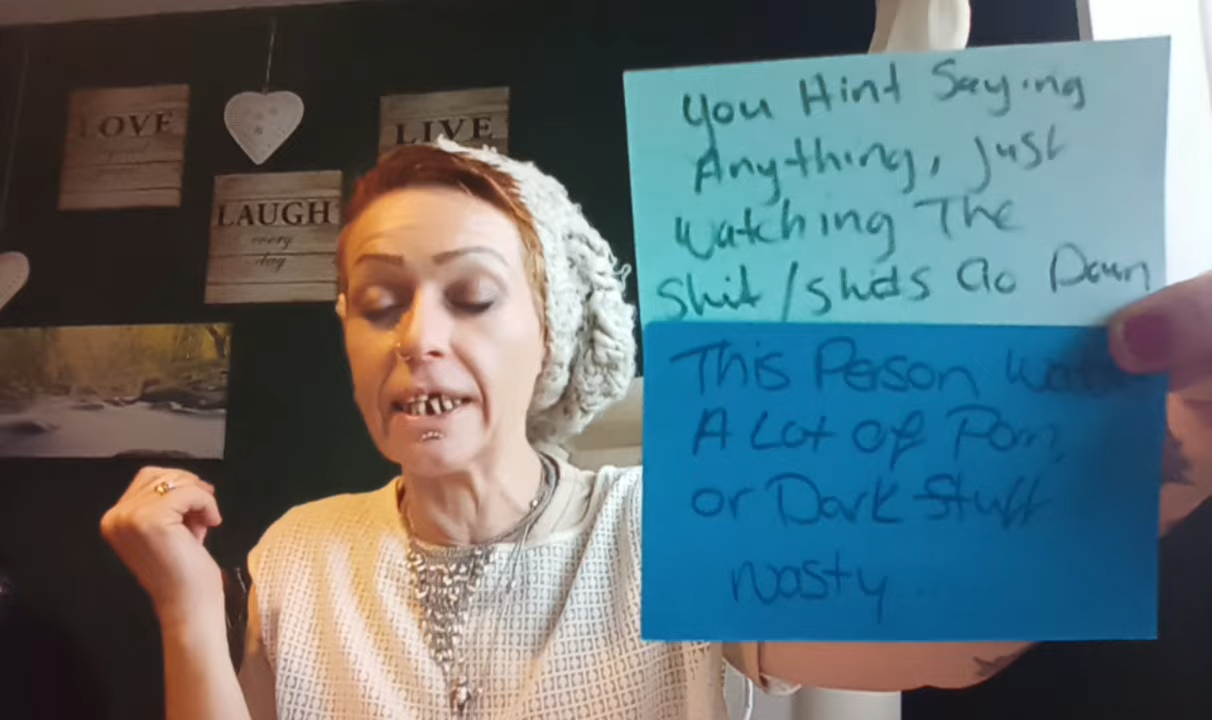 LOVE
LIVE
LAUGH
every
day
You Hint Saying
Anything, Just
Watching The
Shit/Shats Go Down
This Person
A Lot of Porn,
or Dark Stuff
Nasty....